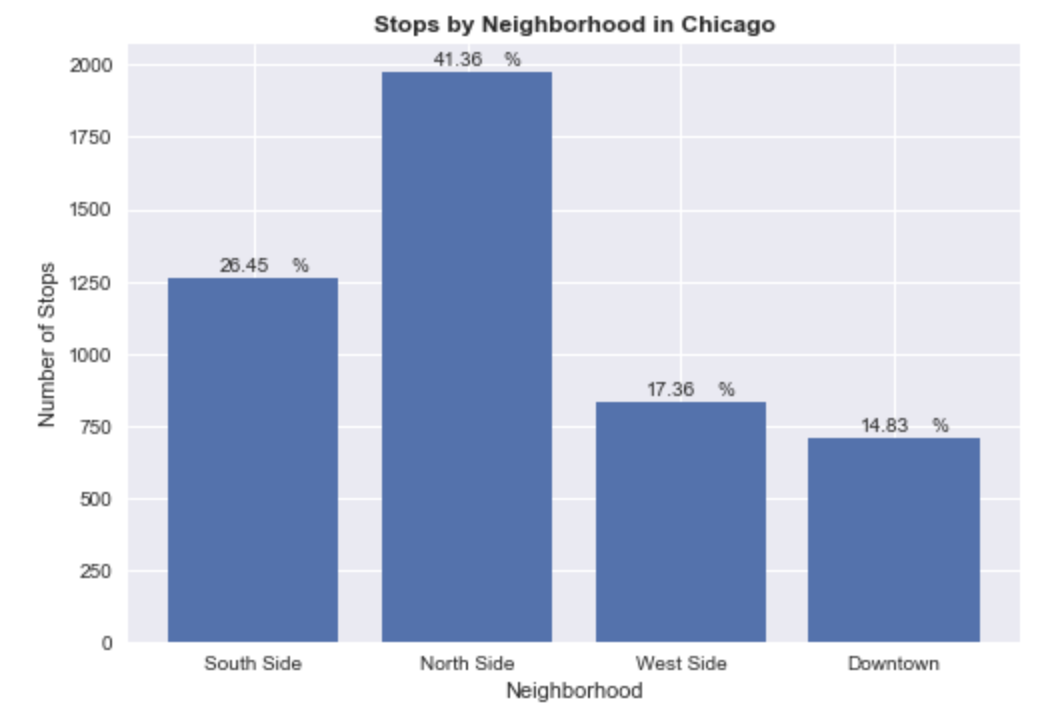 Stops by Neighborhood in Chicago
2000
1750
1500
1250
1000
750
500
250
0
Number of Stops
26.45 %
41.36 %
17.36 %
14.83 %
South Side
North Side
West Side
Downtown
Neighborhood